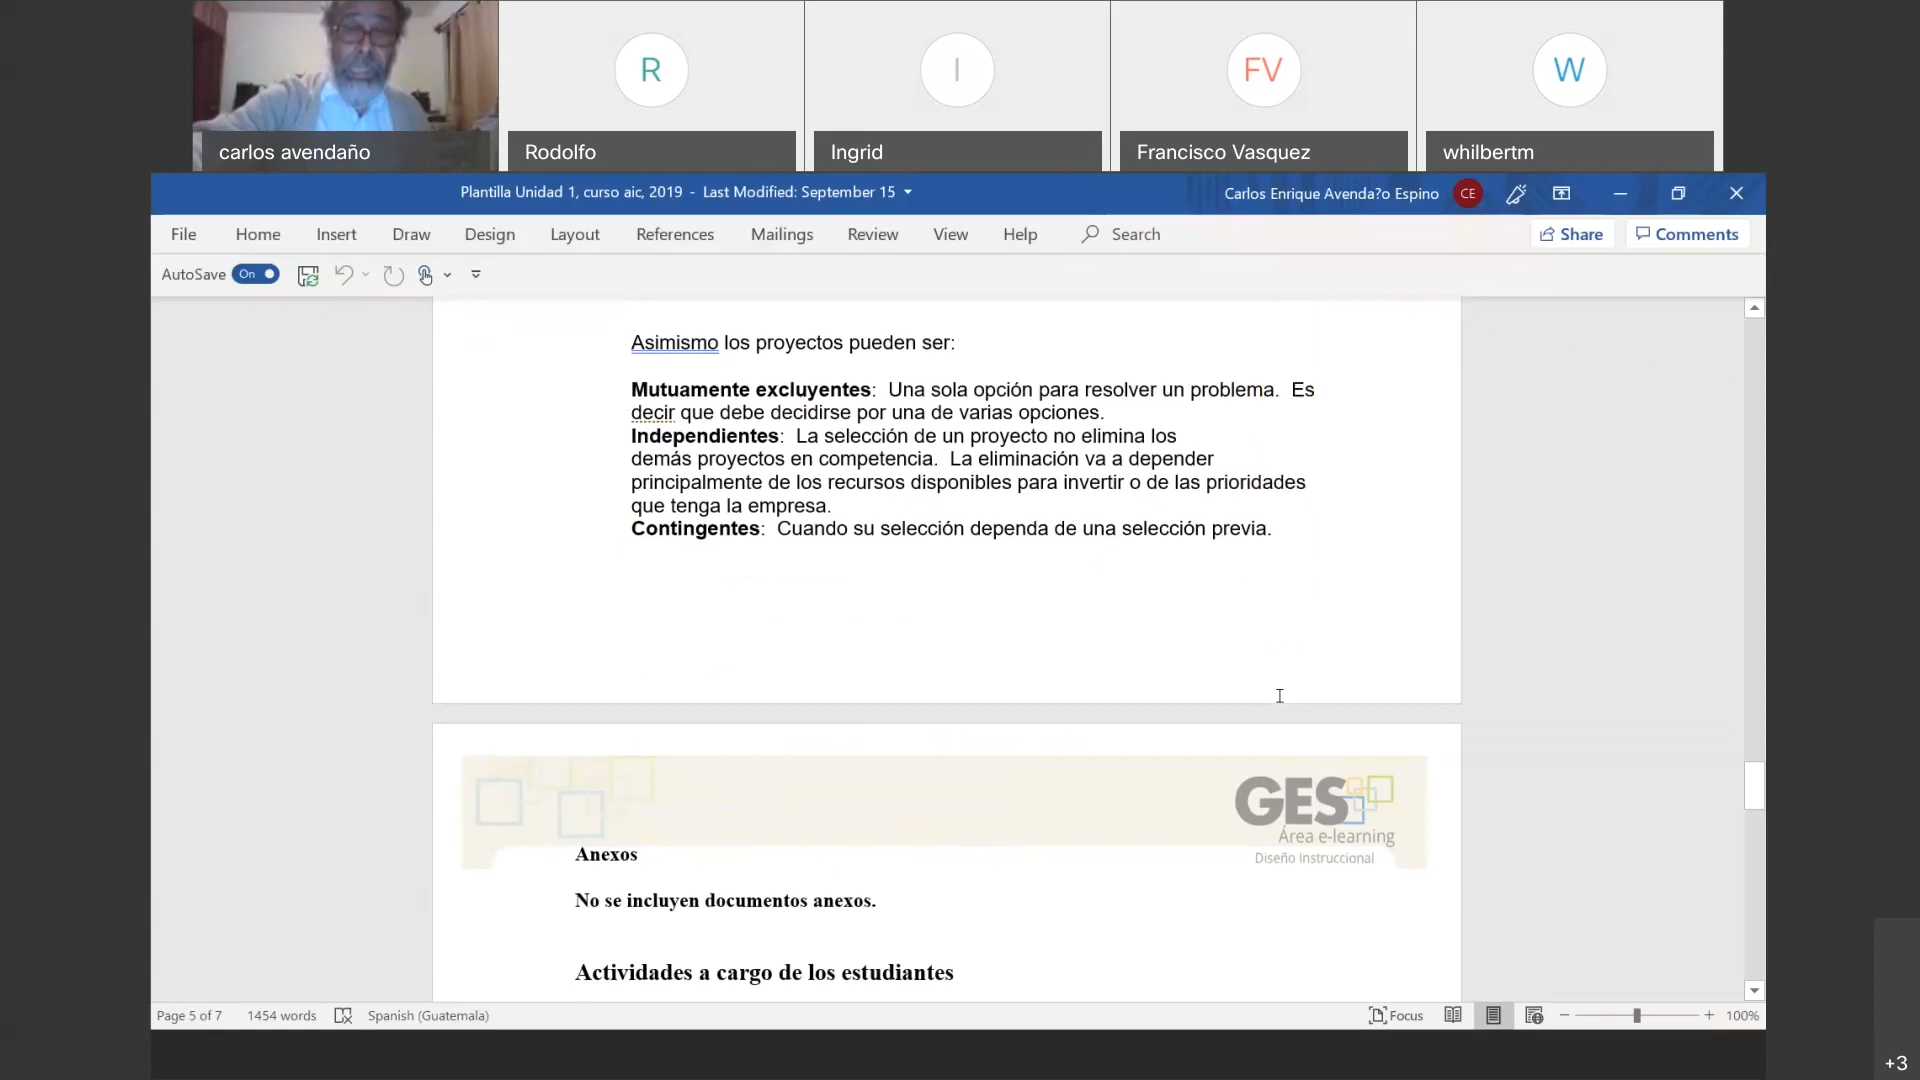 R
I
FV
W
carlos avendaño
Rodolfo
Ingrid
Francisco Vasquez
whilbertm
Plantilla Unidad 1, curso aic, 2019 - Last Modified: September 15
Carlos Enrique Avenda?o Espino CE
File Home Insert Draw Design Layout References Mailings Review View Help Search Share Comments
AutoSave On
Asimismo los proyectos pueden ser:
Mutuamente excluyentes: Una sola opción para resolver un problema. Es
decir que debe decidirse por una de varias opciones.
Independientes: La selección de un proyecto no elimina los
demás proyectos en competencia. La eliminación va a depender
principalmente de los recursos disponibles para invertir o de las prioridades
que tenga la empresa.
Contingentes: Cuando su selección dependa de una selección previa.
GES
Área e-learning
Diseño Instruccional
Anexos
No se incluyen documentos anexos.
Actividades a cargo de los estudiantes
Page 5 of 7 1454 words Spanish (Guatemala) Focus 100%
+3